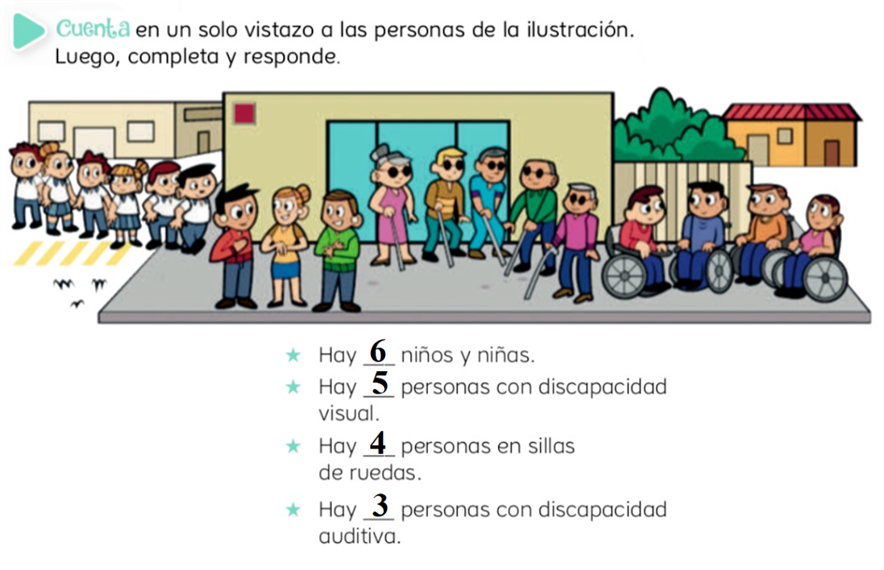 Cuenta en un solo vistazo a las personas de la ilustración.
Luego, completa y responde.
★ Hay 6 niños y niñas.
★ Hay 5 personas con discapacidad
visual.
★ Hay 4 personas en sillas
de ruedas.
★ Hay 3 personas con discapacidad
auditiva.